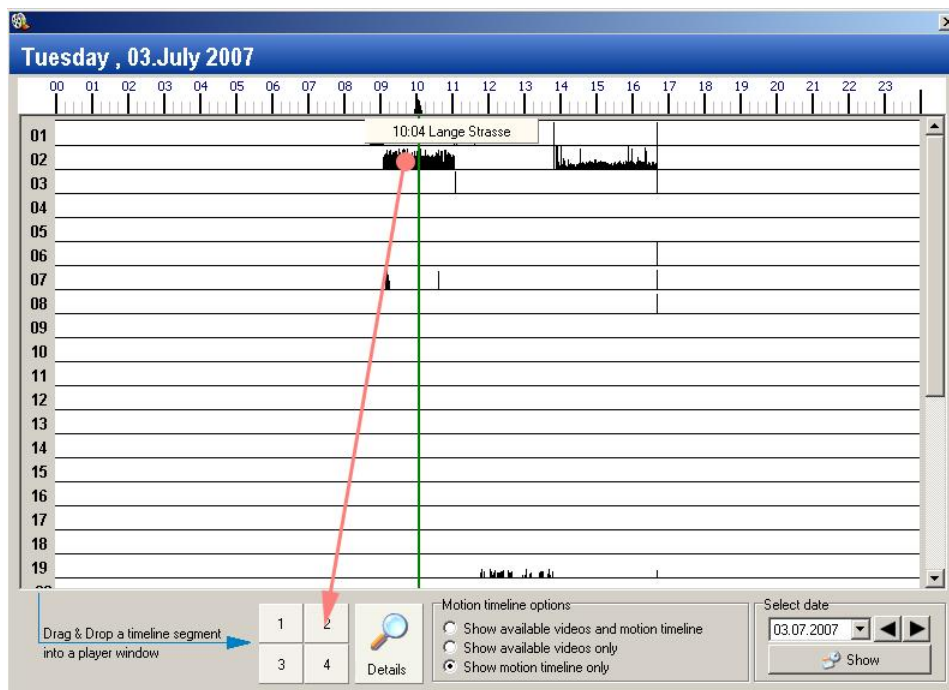 Tuesday , 03.July 2007
00 01 02 03 04 05 06 07 08 09 10 11 12 13 14 15 16 17 18 19 20 21 22 23
10:04 Lange Strasse
01
02
03
04
05
06
07
08
09
10
11
12
13
14
15
16
17
18
19
Drag & Drop a timeline segment
into a player window
1 2
3 4
Details
Motion timeline options
Show available videos and motion timeline
Show available videos only
Show motion timeline only
Select date
03.07.2007
Show